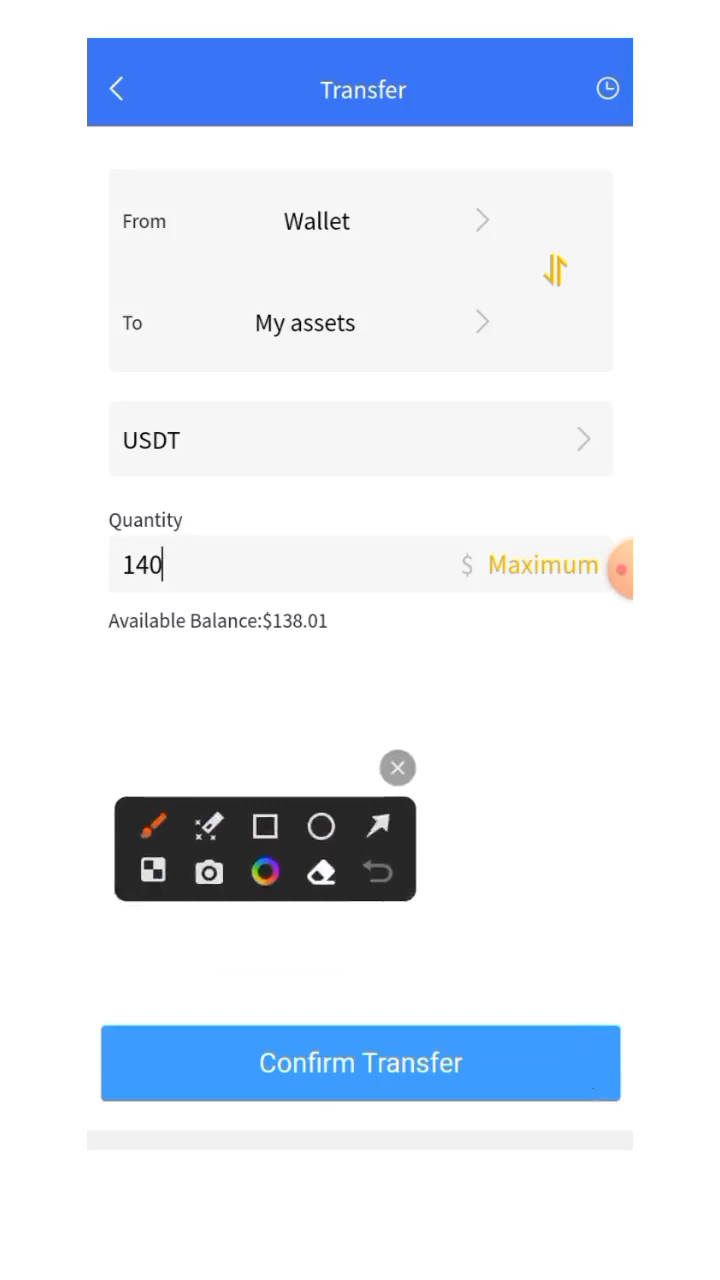 Transfer
From Wallet
To My assets
USDT
Quantity
140 $ Maximum
Available Balance:$138.01
Confirm Transfer